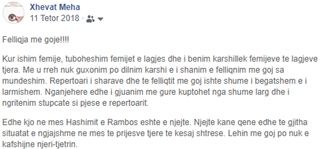 Xhevat Meha
11 Tetor 2018 ·
Felliqja me goje!!!!
Kur ishim femije, tuboheshim femijet e lagjes dhe i benim karshillek femijeve te lagjeve
tjera. Me u rreh nuk guxonim po dilnim karshi e i shanim e felliqnim me goj sa
mundeshim. Repertoari i sharave dhe te felliqtit me goj ishte shume i begatshem e i
larmishem. Nganjehere edhe i gjuanim me gure kuptohet nga shume larg dhe i
ngritenim stupcate si pjese e repertoarit.
Edhe kjo ne mes Hashimit e Rambos eshte e njejte. Njejte kane qene edhe te gjitha
situatat e ngjajshme ne mes te prijesve tjere te kesaj shtrese. Lehin me goj po nuk e
kafshijne njeri-tjetrin.